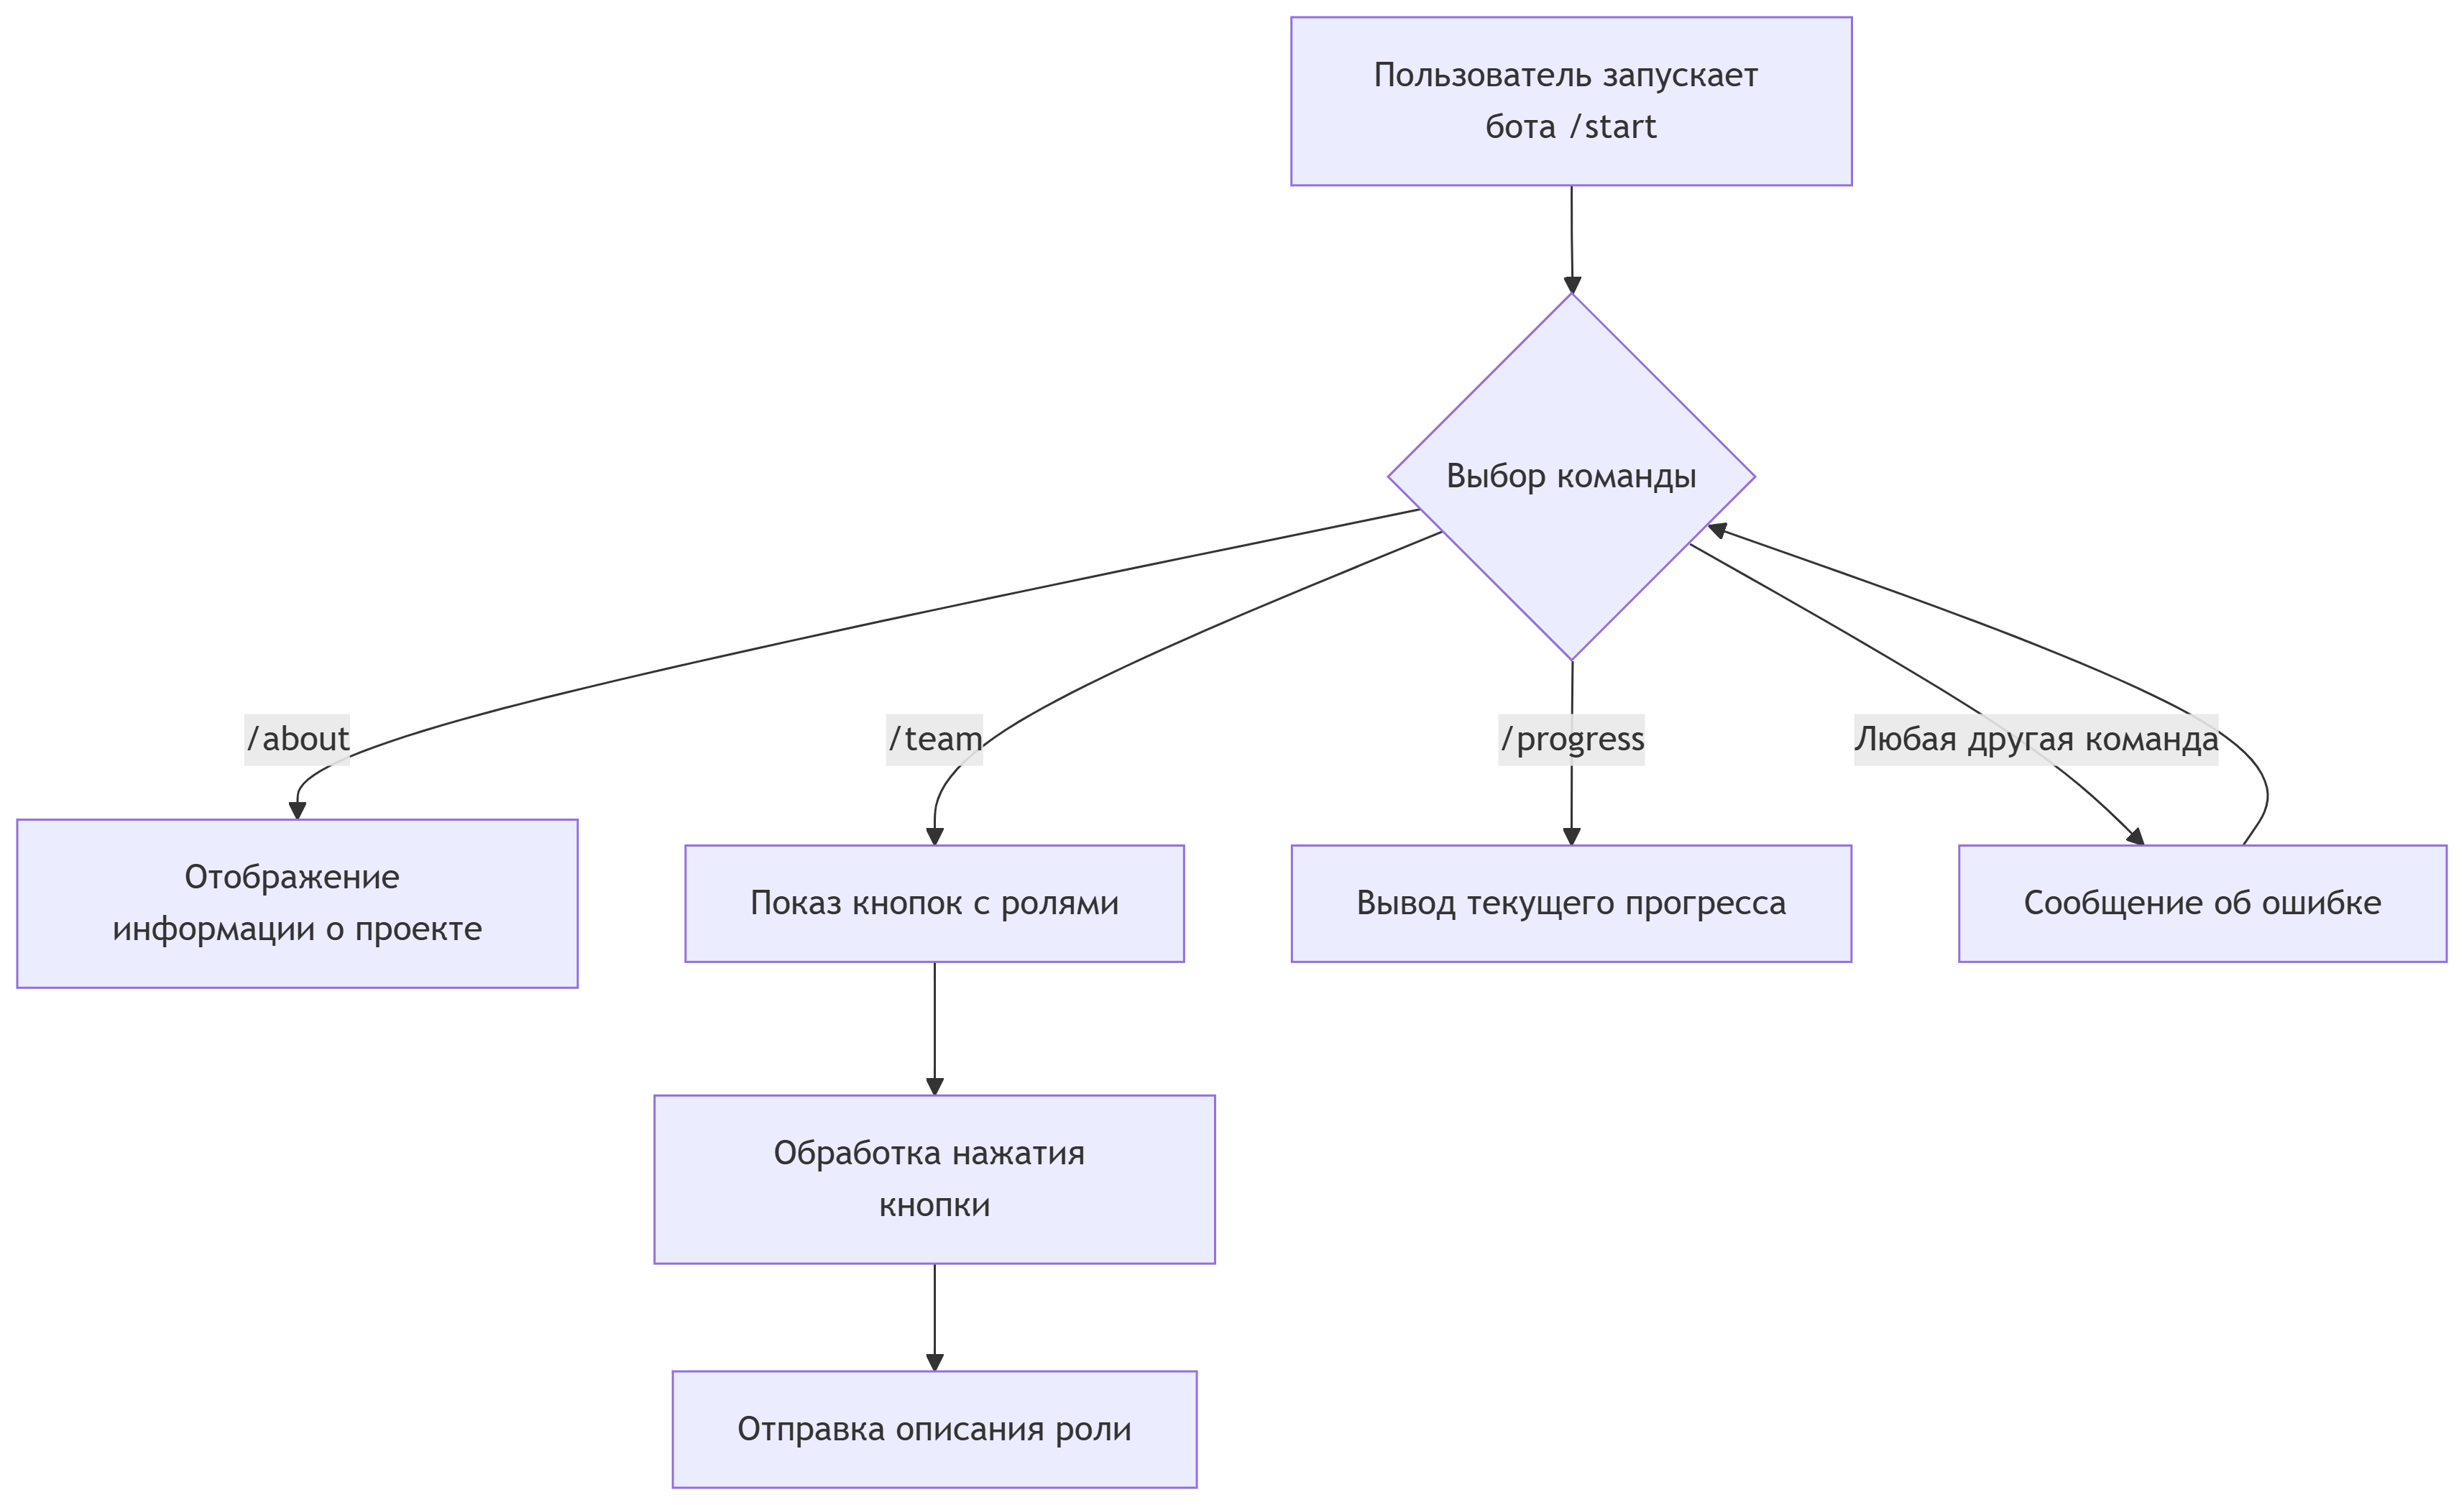 Пользователь запускает
бота /start
Выбор команды
/about
/team
/progress
Любая другая команда
Отображение
информации о проекте
Показ кнопок с ролями
Вывод текущего прогресса
Сообщение об ошибке
Обработка нажатия
кнопки
Отправка описания роли